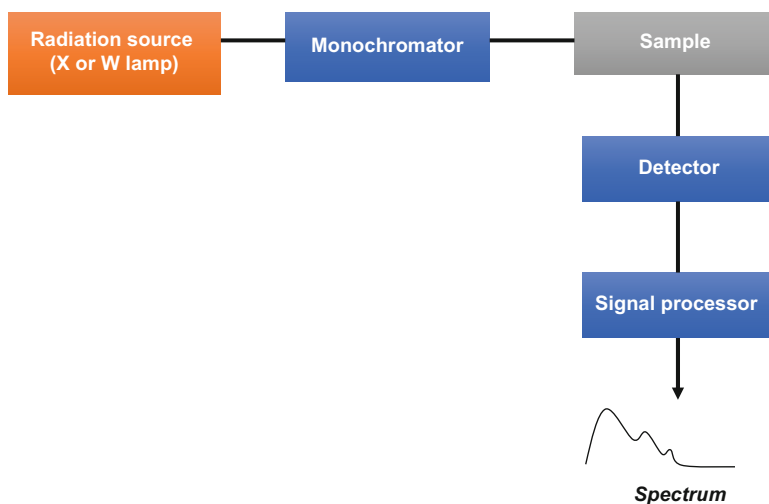 Radiation source
(X or W lamp)
Monochromator
Sample
Detector
Signal processor
Spectrum